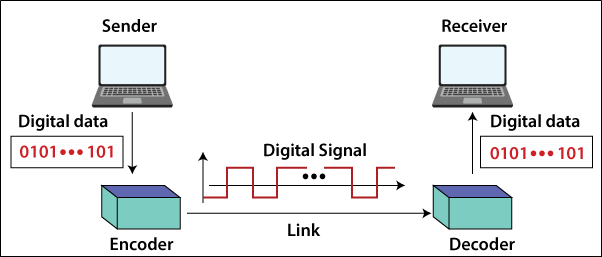 Sender
Receiver
Digital data
0101•••101
Digital data
0101•••101
Digital Signal
•••
Encoder
Link
Decoder